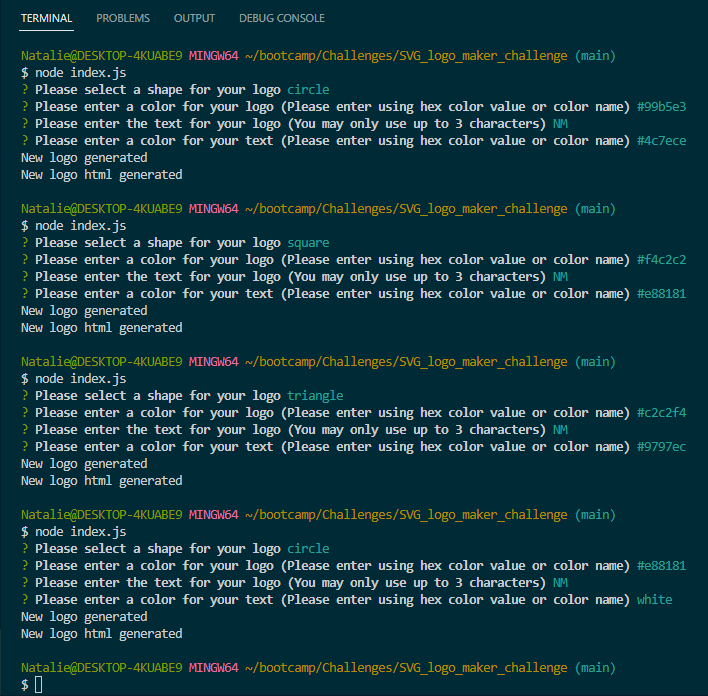 TERMINAL PROBLEMS OUTPUT DEBUG CONSOLE
Natalie@DESKTOP-4KUABE9 MINGW64 ~/bootcamp/Challenges/SVG_logo_maker_challenge (main)
$ node index.js
? Please select a shape for your logo circle
? Please enter a color for your logo (Please enter using hex color value or color name) #99b5e3
? Please enter the text for your logo (You may only use up to 3 characters) NM
? Please enter a color for your text (Please enter using hex color value or color name) #4c7ece
New logo generated
New logo html generated
Natalie@DESKTOP-4KUABE9 MINGW64 ~/bootcamp/Challenges/SVG_logo_maker_challenge (main)
$ node index.js
? Please select a shape for your logo square
? Please enter a color for your logo (Please enter using hex color value or color name) #f4c2c2
? Please enter the text for your logo (You may only use up to 3 characters) NM
? Please enter a color for your text (Please enter using hex color value or color name) #e88181
New logo generated
New logo html generated
Natalie@DESKTOP-4KUABE9 MINGW64 ~/bootcamp/Challenges/SVG_logo_maker_challenge (main)
$ node index.js
? Please select a shape for your logo triangle
? Please enter a color for your logo (Please enter using hex color value or color name) #c2c2f4
? Please enter the text for your logo (You may only use up to 3 characters) NM
? Please enter a color for your text (Please enter using hex color value or color name) #9797ec
New logo generated
New logo html generated
Natalie@DESKTOP-4KUABE9 MINGW64 ~/bootcamp/Challenges/SVG_logo_maker_challenge (main)
$ node index.js
? Please select a shape for your logo circle
? Please enter a color for your logo (Please enter using hex color value or color name) #e88181
? Please enter the text for your logo (You may only use up to 3 characters) NM
? Please enter a color for your text (Please enter using hex color value or color name) white
New logo generated
New logo html generated
Natalie@DESKTOP-4KUABE9 MINGW64 ~/bootcamp/Challenges/SVG_logo_maker_challenge (main)
$